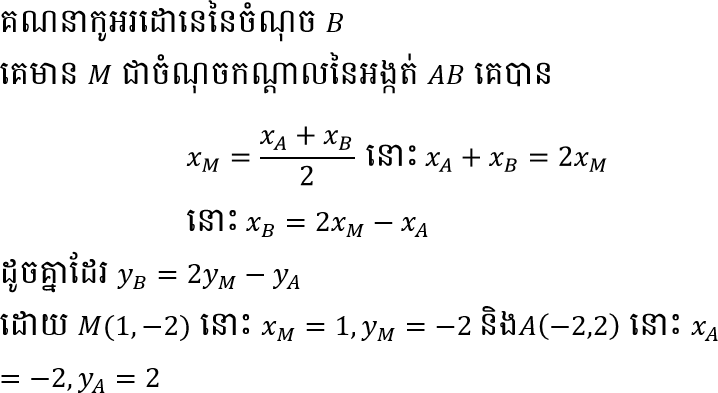 គណនាកូអរដោនេនៃចំណុច B
គេមាន M ជាចំណុចកណ្ដាលនៃអង្កត់ AB គេបាន
x_M = (x_A + x_B)/2 នោះ x_A + x_B = 2x_M
នោះ x_B = 2x_M − x_A
ដូចគ្នាដែរ y_B = 2y_M − y_A
ដោយ M(1, −2) នោះ x_M = 1, y_M = −2 និងA(−2,2) នោះ x_A
= −2, y_A = 2